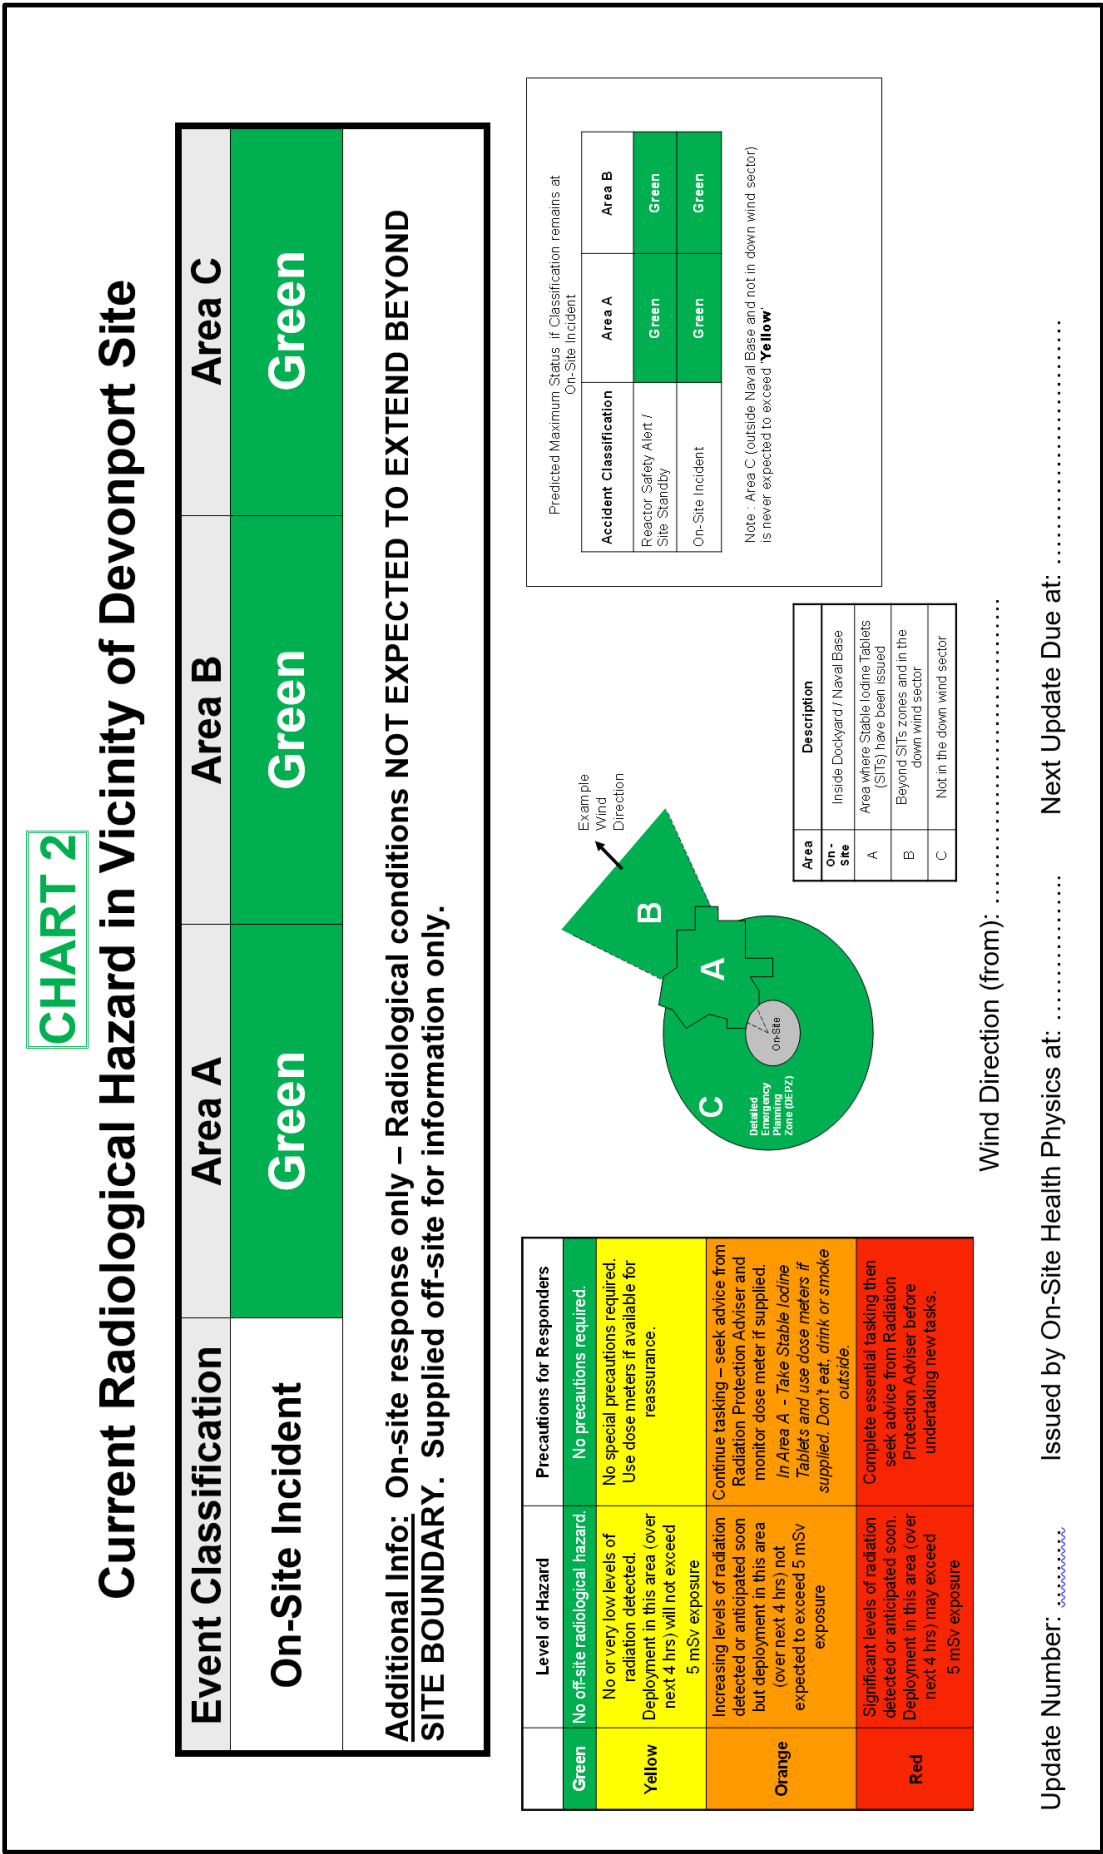 CHART 2
Current Radiological Hazard in Vicinity of Devonport Site
Event Classification
Area A
Area B
Area C
On-Site Incident
Green
Green
Green
Additional Info: On-site response only – Radiological conditions NOT EXPECTED TO EXTEND BEYOND
SITE BOUNDARY. Supplied off-site for information only.
Level of Hazard
Precautions for Responders
Green
No off-site radiological hazard.
No precautions required.
Yellow
No or very low levels of
radiation detected.
Deployment in this area (over
next 4 hrs) will not exceed
5 mSv exposure
No special precautions required.
Use dose meters if available for
reassurance.
Orange
Increasing levels of radiation
detected or anticipated soon
but deployment in this area
(over next 4 hrs) not
expected to exceed 5 mSv
exposure
Continue tasking – seek advice from
Radiation Protection Adviser and
monitor dose meter if supplied.
In Area A - Take Stable Iodine
Tablets and use dose meters if
supplied. Don't eat, drink or smoke
outside.
Red
Significant levels of radiation
detected or anticipated soon.
Deployment in this area (over
next 4 hrs) may exceed
5 mSv exposure
Complete essential tasking then
seek advice from Radiation
Protection Adviser before
undertaking new tasks.
Example
Wind
Direction
B
A
C
On-Site
Detailed
Emergency
Planning
Zone (DEPZ)
Area
Description
On -
Site
Inside Dockyard / Naval Base
A
Area where Stable Iodine Tablets
(SITs) have been issued
B
Beyond SITs zones and in the
down wind sector
C
Not in the down wind sector
Predicted Maximum Status if Classification remains at
On-Site Incident
Accident Classification
Area A
Area B
Reactor Safety Alert /
Site Standby
Green
Green
On-Site Incident
Green
Green
Note : Area C (outside Naval Base and not in down wind sector)
is never expected to exceed 'Yellow'
Wind Direction (from): ........................................
Update Number: .........
Issued by On-Site Health Physics at: ...................
Next Update Due at: ................................